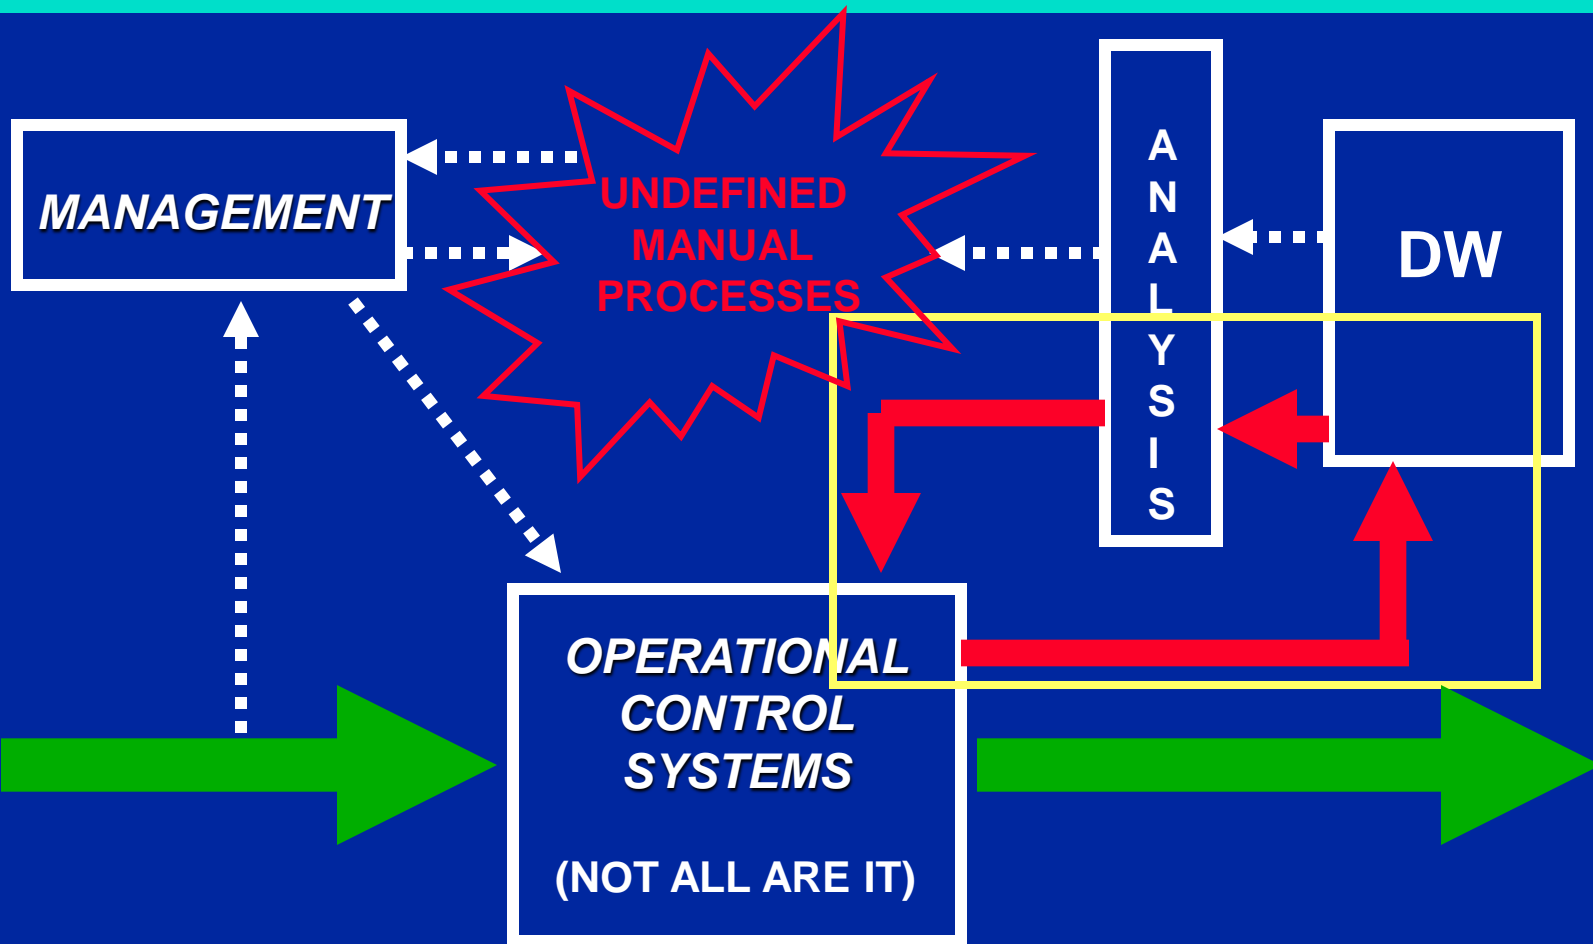 MANAGEMENT
UNDEFINED
MANUAL
PROCESSES
A
N
A
L
Y
S
I
S
DW
OPERATIONAL
CONTROL
SYSTEMS
(NOT ALL ARE IT)